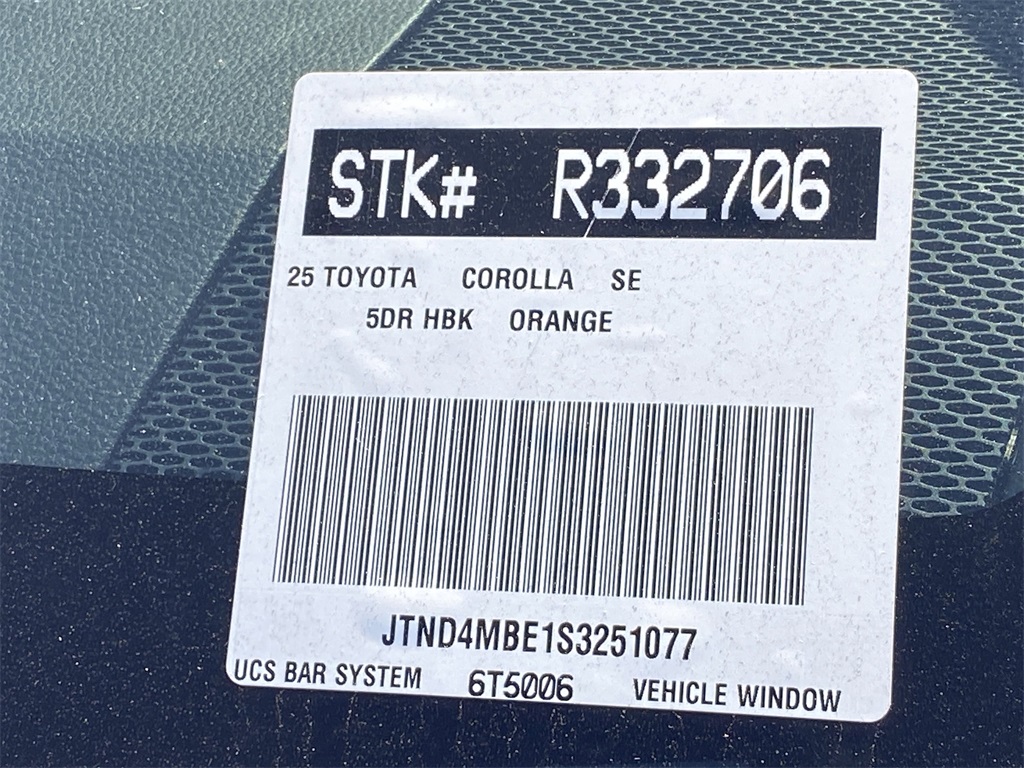 STK# R332706
25 TOYOTA COROLLA SE
5DR HBK ORANGE
JTND4MBE1S3251077
UCS BAR SYSTEM 6T5006 VEHICLE WINDOW